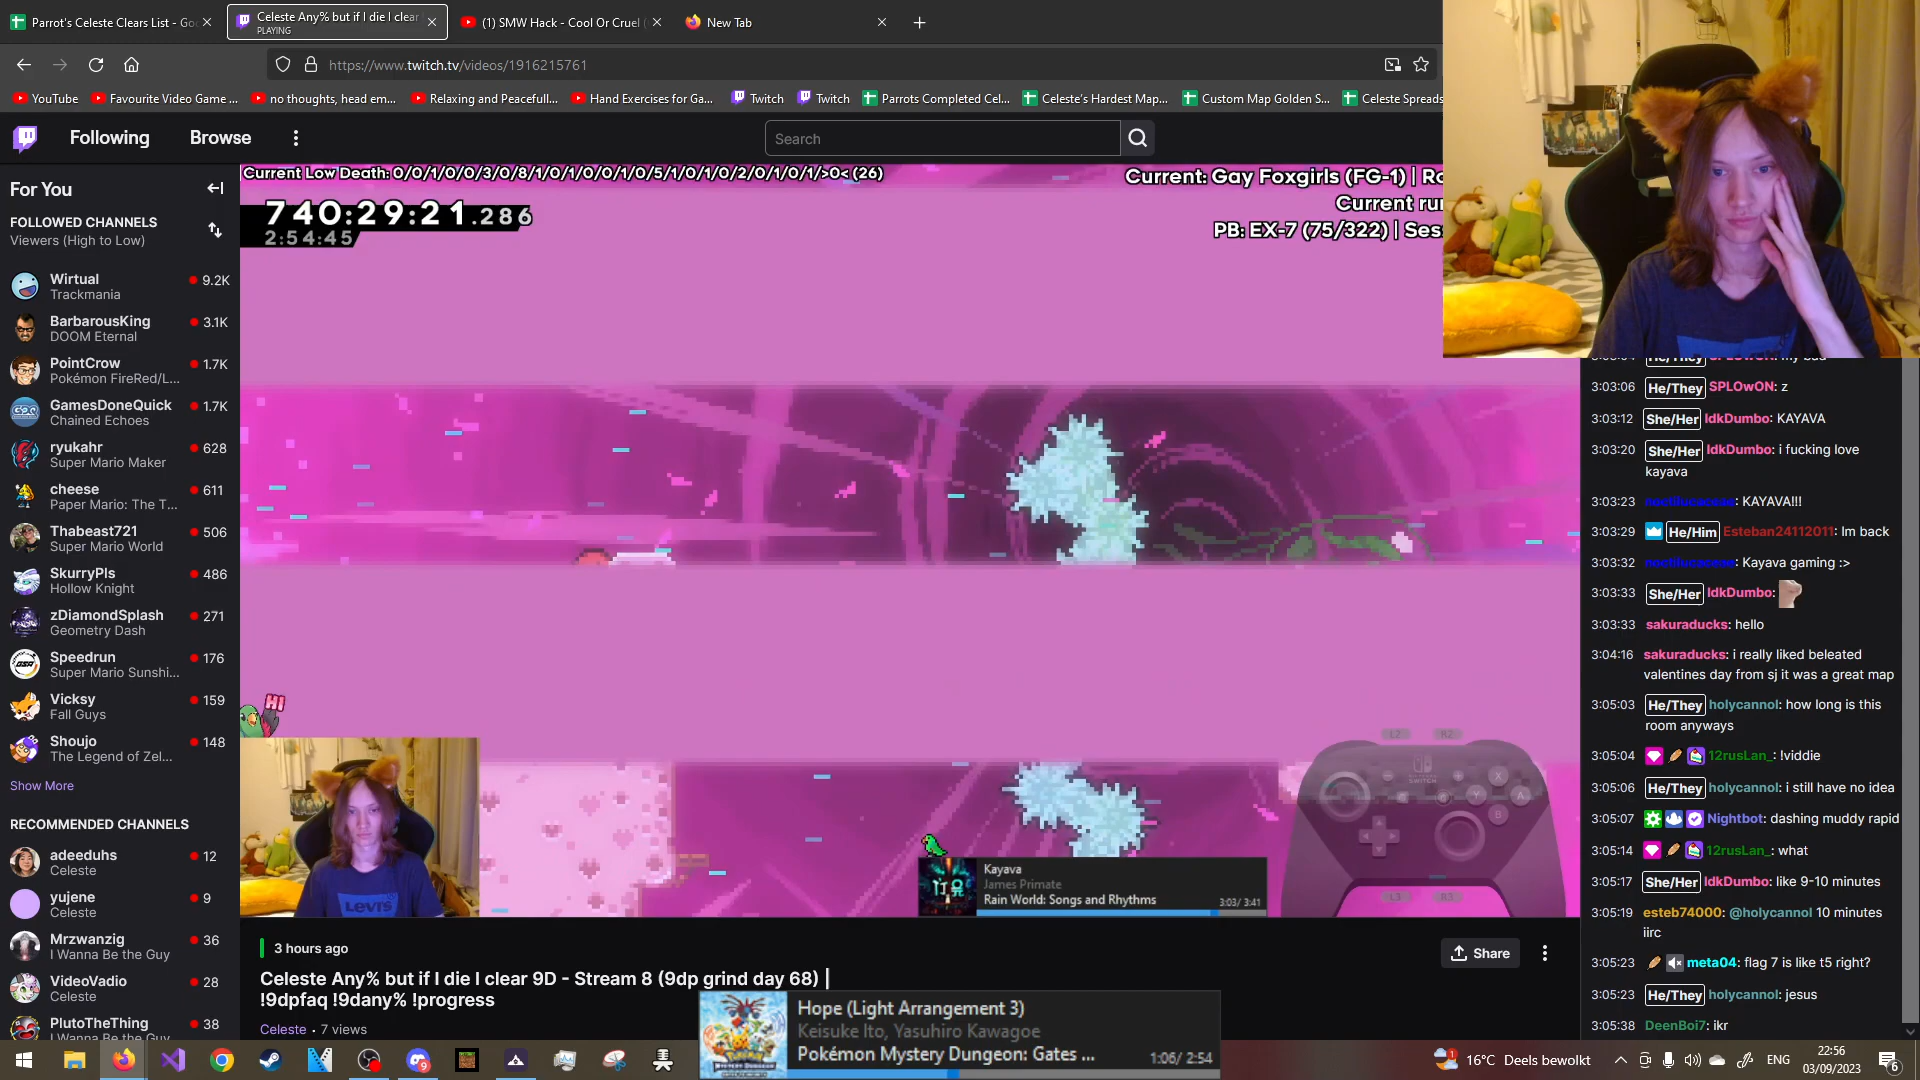 Parrot's Celeste Clears List - Goo
Celeste Any% but if I die I clear
PLAYING
(1) SMW Hack - Cool Or Cruel
New Tab
https://www.twitch.tv/videos/1916215761
YouTube
Favourite Video Game ...
no thoughts, head em...
Relaxing and Peacefull...
Hand Exercises for Ga...
Twitch
Twitch
Parrots Completed Cel...
Celeste's Hardest Map...
Custom Map Golden S...
Celeste Spreads
Following
Browse
Search
For You
FOLLOWED CHANNELS
Viewers (High to Low)
Wirtual 9.2K
Trackmania
BarbarousKing 3.1K
DOOM Eternal
PointCrow 1.7K
Pokémon FireRed/L...
GamesDoneQuick 1.7K
Chained Echoes
ryukahr 628
Super Mario Maker
cheese 611
Paper Mario: The T...
Thabeast721 506
Super Mario World
SkurryPls 486
Hollow Knight
zDiamondSplash 271
Geometry Dash
Speedrun 176
Super Mario Sunshi...
Vicksy 159
Fall Guys
Shoujo 148
The Legend of Zel...
Show More
RECOMMENDED CHANNELS
adeeduhs 12
Celeste
yujene 9
Celeste
Mrzwanzig 36
I Wanna Be the Guy
VideoVadio 28
Celeste
PlutoTheThing 38
I Wanna Be the Guy
Current Low Death: 0/0/1/0/0/3/0/8/1/0/1/0/0/1/0/5/1/0/1/0/2/0/1/0/1/>0< (26)
740:29:21.286
2:54:45
Current: Gay Foxgirls (FG-1) | Ro
Current run
PB: EX-7 (75/322) | Ses
HI
LEVI'S
Kayava
James Primate
Rain World: Songs and Rhythms
3:03/ 3:41
L2 R2
SWITCH
X
Y A
B
L3 R3
3 hours ago
Share
Celeste Any% but if I die I clear 9D - Stream 8 (9dp grind day 68) |
!9dpfaq !9dany% !progress
Celeste · 7 views
Hope (Light Arrangement 3)
Keisuke Ito, Yasuhiro Kawagoe
Pokémon Mystery Dungeon: Gates ...
1:06/ 2:54
He/They SPLOwON: my bad
3:03:06 He/They SPLOwON: z
3:03:12 She/Her IdkDumbo: KAYAVA
3:03:20 She/Her IdkDumbo: i fucking love
kayava
3:03:23 KAYAVA!!!
3:03:29 He/Him Esteban24112011: Im back
3:03:32 Kayava gaming :>
3:03:33 She/Her IdkDumbo:
3:03:33 sakuraducks: hello
3:04:16 sakuraducks: i really liked beleated
valentines day from sj it was a great map
3:05:03 He/They holycannol: how long is this
room anyways
3:05:04 12rusLan_: !viddie
3:05:06 He/They holycannol: i still have no idea
3:05:07 Nightbot: dashing muddy rapid
3:05:14 12rusLan_: what
3:05:17 She/Her IdkDumbo: like 9-10 minutes
3:05:19 esteb74000: @holycannol 10 minutes
iirc
3:05:23 meta04: flag 7 is like t5 right?
3:05:23 He/They holycannol: jesus
3:05:38 DeenBoi7: ikr
16°C Deels bewolkt
ENG
22:56
03/09/2023